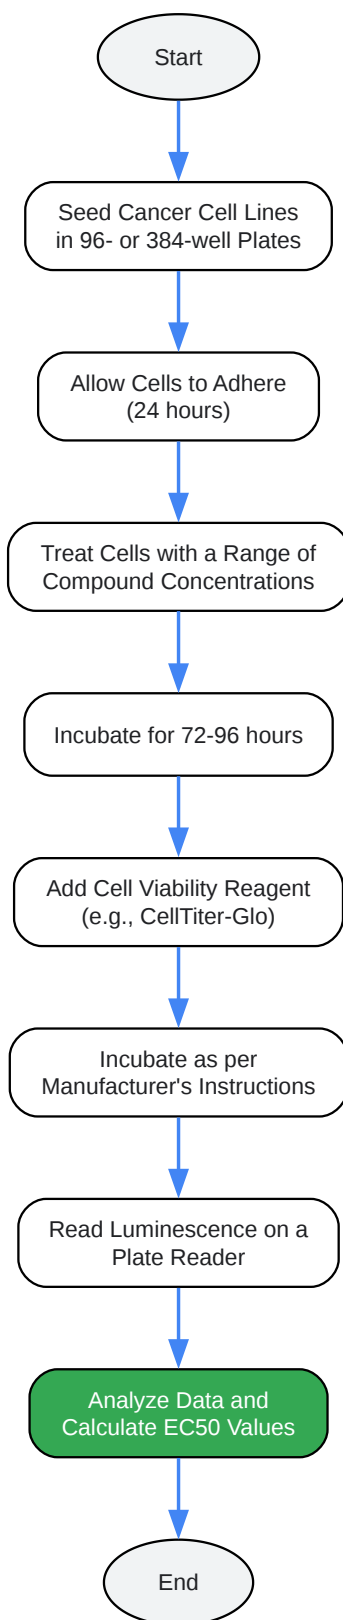 Start
Seed Cancer Cell Lines
in 96- or 384-well Plates
Allow Cells to Adhere
(24 hours)
Treat Cells with a Range of
Compound Concentrations
Incubate for 72-96 hours
Add Cell Viability Reagent
(e.g., CellTiter-Glo)
Incubate as per
Manufacturer's Instructions
Read Luminescence on a
Plate Reader
Analyze Data and
Calculate EC50 Values
End